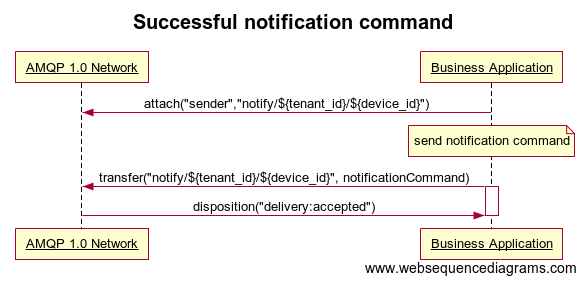 Successful notification command
AMQP 1.0 Network
Business Application
attach("sender","notify/${tenant_id}/${device_id}")
send notification command
transfer("notify/${tenant_id}/${device_id}", notificationCommand)
disposition("delivery:accepted")
AMQP 1.0 Network
Business Application
www.websequencediagrams.com